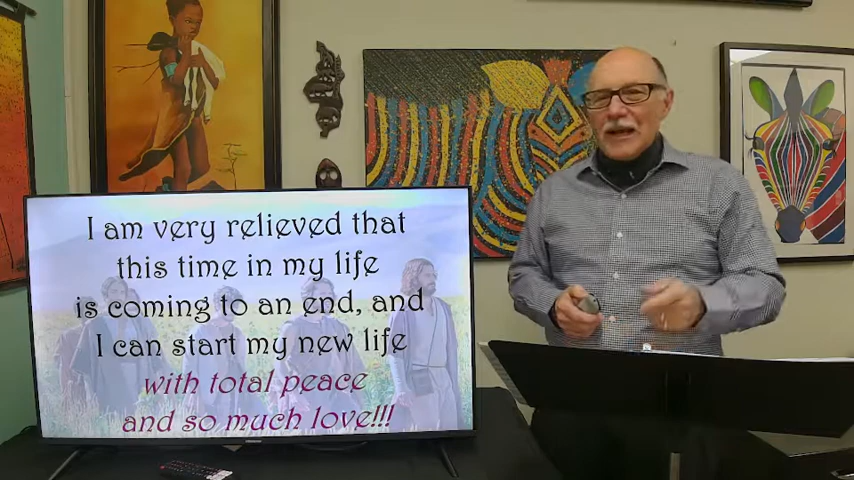 I am very relieved that
this time in my life
is coming to an end, and
I can start my new life
with total peace
and so much love!!!